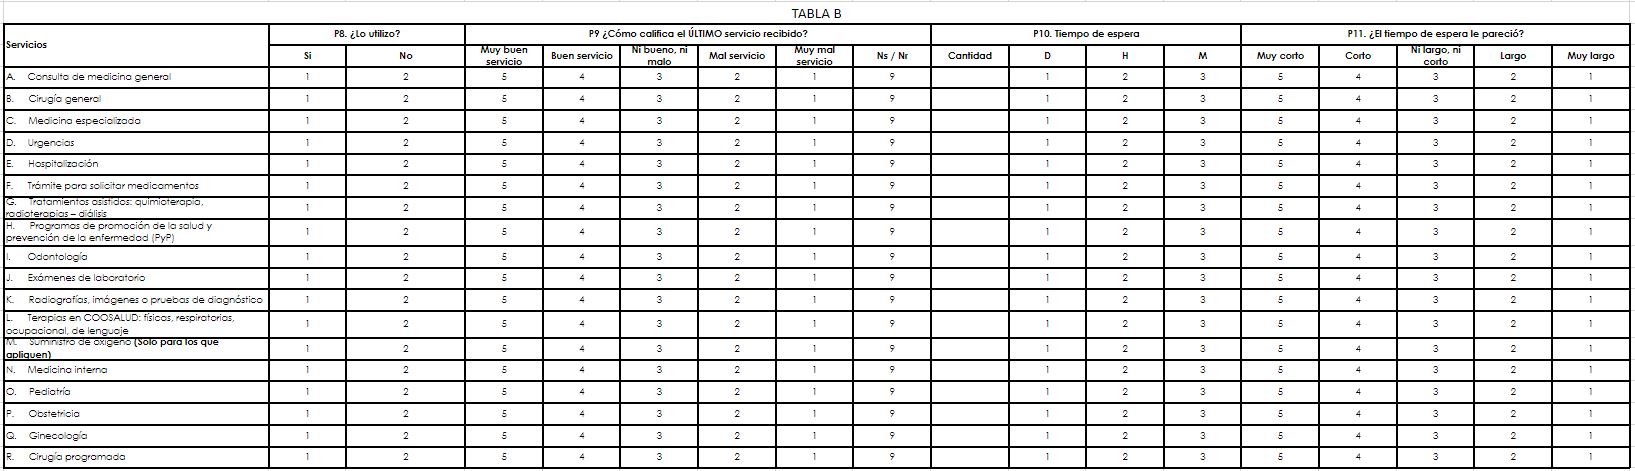 TABLA B
Servicios P8. ¿Lo utilizo? P9 ¿Cómo califica el ÚLTIMO servicio recibido? P10. Tiempo de espera P11. ¿El tiempo de espera le pareció?
Si No Muy buen servicio Buen servicio Ni bueno, ni malo Mal servicio Muy mal servicio Ns / Nr Cantidad D H M Muy corto Corto Ni largo, ni corto Largo Muy largo
A. Consulta de medicina general 1 2 5 4 3 2 1 9 1 2 3 5 4 3 2 1
B. Cirugía general 1 2 5 4 3 2 1 9 1 2 3 5 4 3 2 1
C. Medicina especializada 1 2 5 4 3 2 1 9 1 2 3 5 4 3 2 1
D. Urgencias 1 2 5 4 3 2 1 9 1 2 3 5 4 3 2 1
E. Hospitalización 1 2 5 4 3 2 1 9 1 2 3 5 4 3 2 1
F. Trámite para solicitar medicamentos 1 2 5 4 3 2 1 9 1 2 3 5 4 3 2 1
G. Tratamientos asistidos: quimioterapia, radioterapias – diálisis 1 2 5 4 3 2 1 9 1 2 3 5 4 3 2 1
H. Programas de promoción de la salud y prevención de la enfermedad (PyP) 1 2 5 4 3 2 1 9 1 2 3 5 4 3 2 1
I. Odontología 1 2 5 4 3 2 1 9 1 2 3 5 4 3 2 1
J. Exámenes de laboratorio 1 2 5 4 3 2 1 9 1 2 3 5 4 3 2 1
K. Radiografías, imágenes o pruebas de diagnóstico 1 2 5 4 3 2 1 9 1 2 3 5 4 3 2 1
L. Terapias en COOSALUD: físicas, respiratorias, ocupacional, de lenguaje 1 2 5 4 3 2 1 9 1 2 3 5 4 3 2 1
M. Suministro de oxígeno (Solo para los que apliquen) 1 2 5 4 3 2 1 9 1 2 3 5 4 3 2 1
N. Medicina interna 1 2 5 4 3 2 1 9 1 2 3 5 4 3 2 1
O. Pediatría 1 2 5 4 3 2 1 9 1 2 3 5 4 3 2 1
P. Obstetricia 1 2 5 4 3 2 1 9 1 2 3 5 4 3 2 1
Q. Ginecología 1 2 5 4 3 2 1 9 1 2 3 5 4 3 2 1
R. Cirugía programada 1 2 5 4 3 2 1 9 1 2 3 5 4 3 2 1